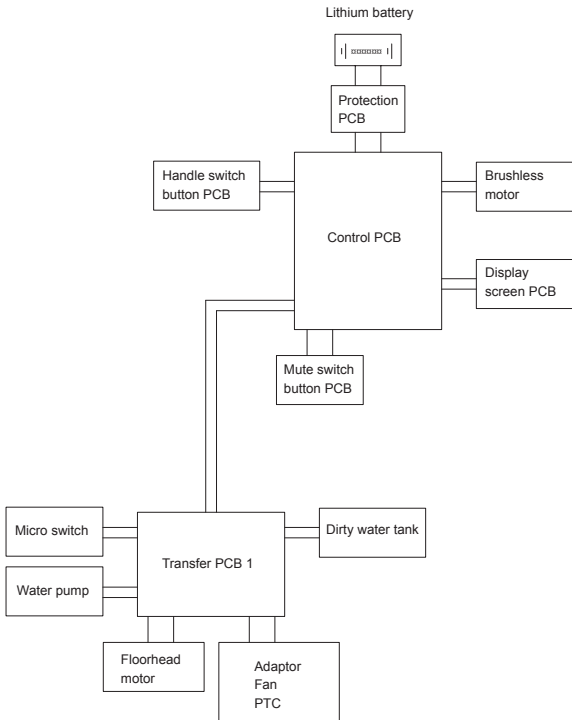 Lithium battery
Protection
PCB
Handle switch
button PCB
Brushless
motor
Control PCB
Display
screen PCB
Mute switch
button PCB
Micro switch
Dirty water tank
Transfer PCB 1
Water pump
Floorhead
motor
Adaptor
Fan
PTC